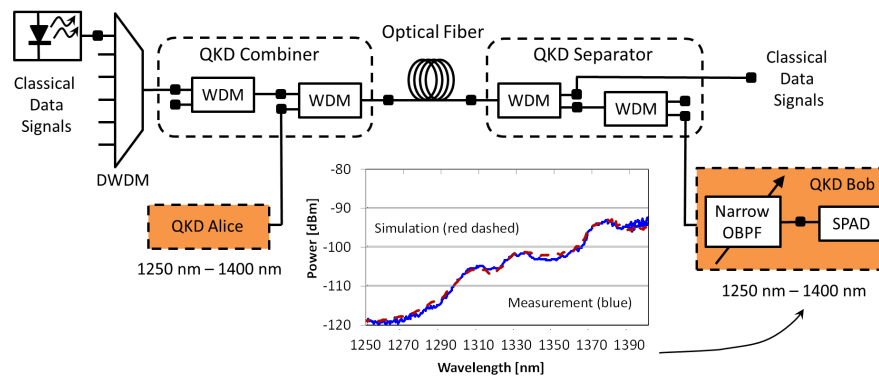 Optical Fiber
QKD Combiner
QKD Separator
Classical
Data
Signals
WDM
WDM
WDM
WDM
Classical
Data
Signals
DWDM
QKD Alice
1250 nm – 1400 nm
QKD Bob
Narrow
OBPF
SPAD
1250 nm – 1400 nm
Power [dBm]
-80
-90
-100
-110
-120
Simulation (red dashed)
Measurement (blue)
1250 1270 1290 1310 1330 1350 1370 1390
Wavelength [nm]